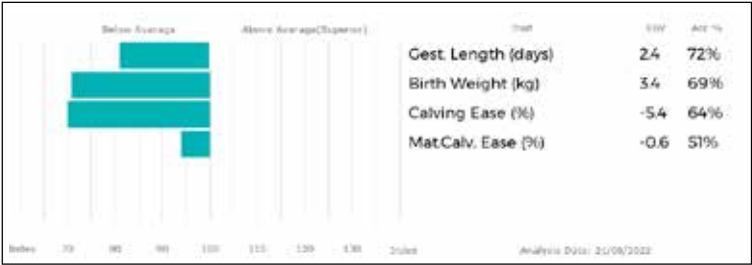 Below Average Above Average(Superior) Trait EBV Acc %
Gest. Length (days) 2.4 72%
Birth Weight (kg) 3.4 69%
Calving Ease (%) -5.4 64%
Mat.Calv. Ease (%) -0.6 51%
Index 70 80 90 100 110 120 130 Index Analysis Date: 21/09/2022